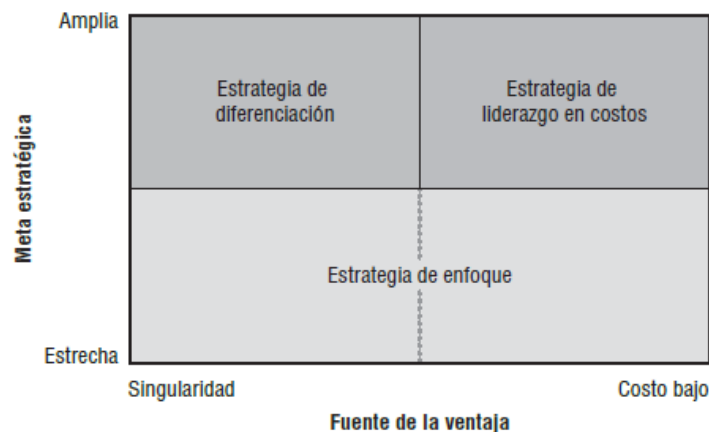 Amplia
Estrategia de
diferenciación
Estrategia de
liderazgo en costos
Meta estratégica
Estrategia de enfoque
Estrecha
Singularidad
Costo bajo
Fuente de la ventaja